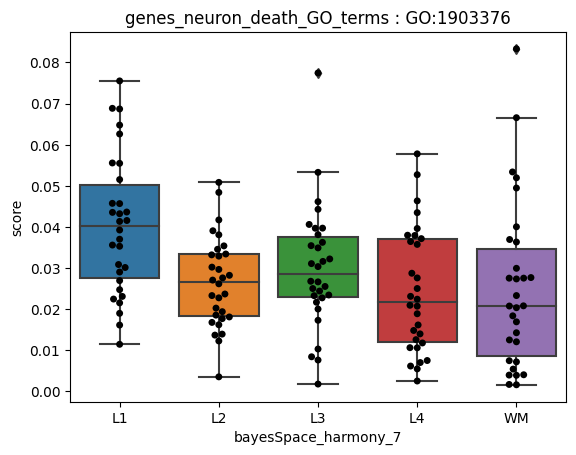 genes_neuron_death_GO_terms : GO:1903376
score
0.08
0.07
0.06
0.05
0.04
0.03
0.02
0.01
0.00
L1 L2 L3 L4 WM
bayesSpace_harmony_7